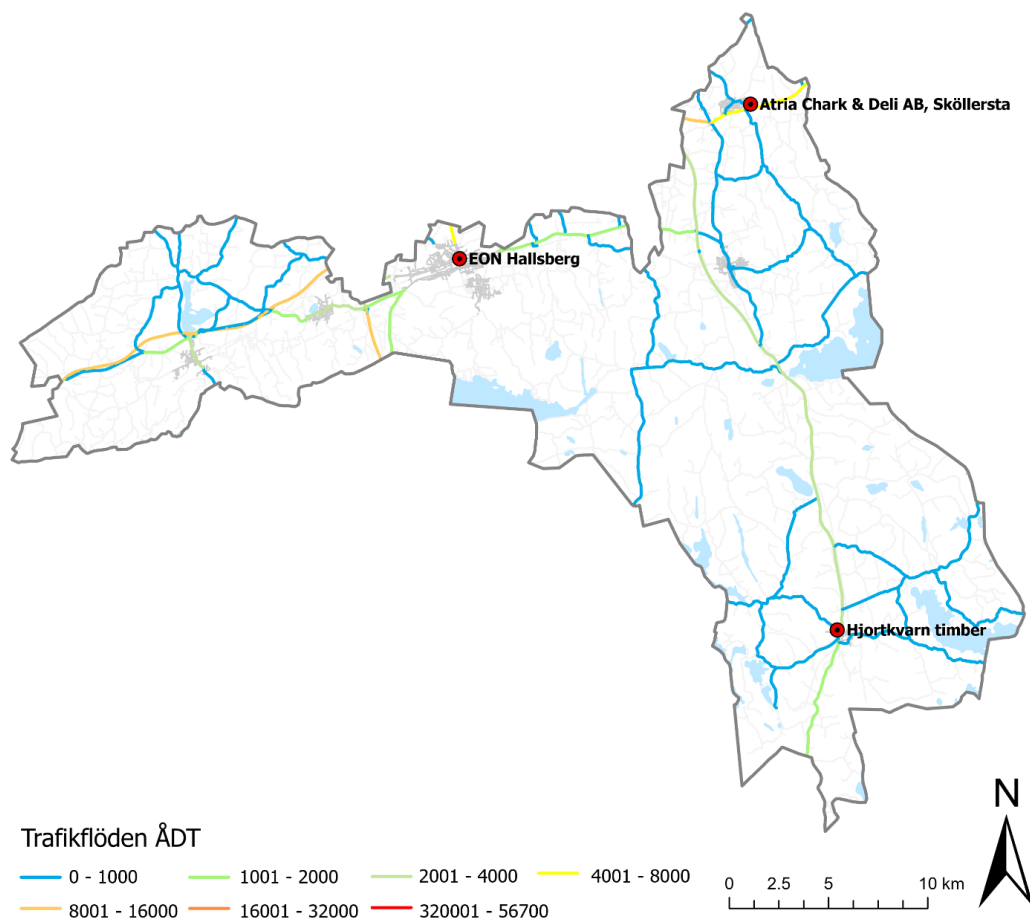 Atria Chark & Deli AB, Sköllersta
EON Hallsberg
Hjortkvarn timber
N
Trafikflöden ÅDT
0 - 1000
1001 - 2000
2001 - 4000
4001 - 8000
8001 - 16000
16001 - 32000
320001 - 56700
0 2.5 5 10 km